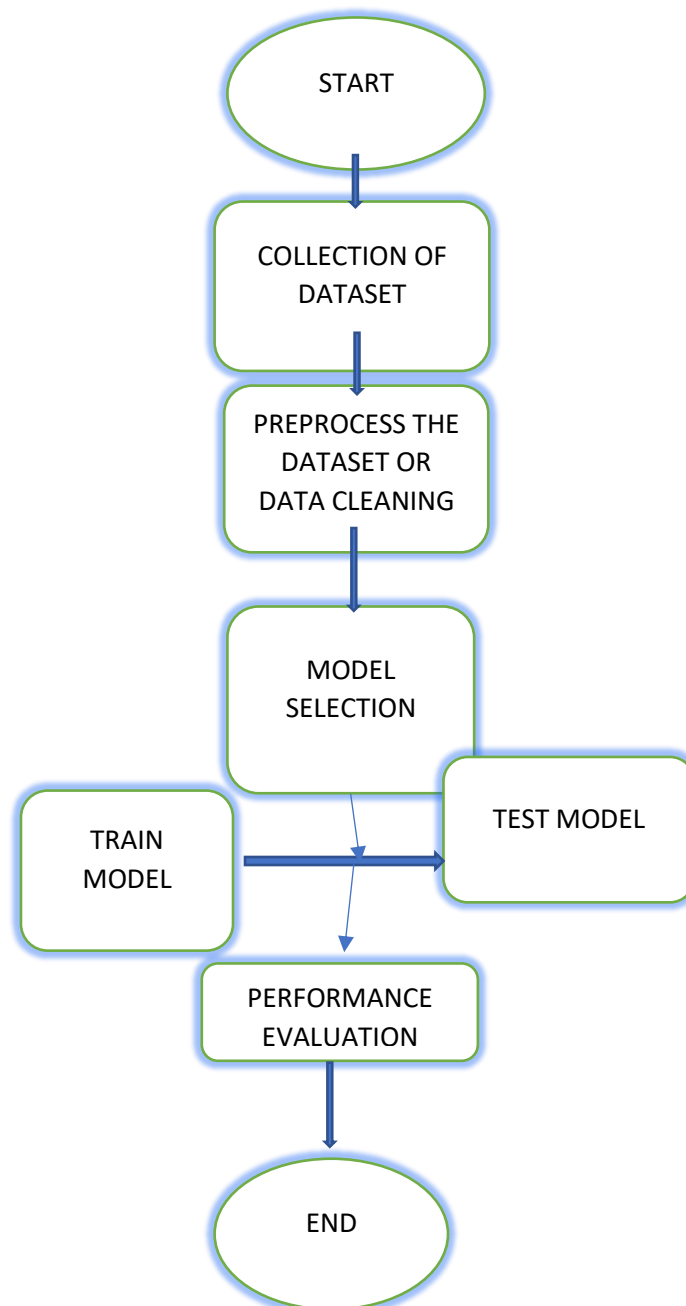 START
COLLECTION OF
DATASET
PREPROCESS THE
DATASET OR
DATA CLEANING
MODEL
SELECTION
TRAIN
MODEL
TEST MODEL
PERFORMANCE
EVALUATION
END